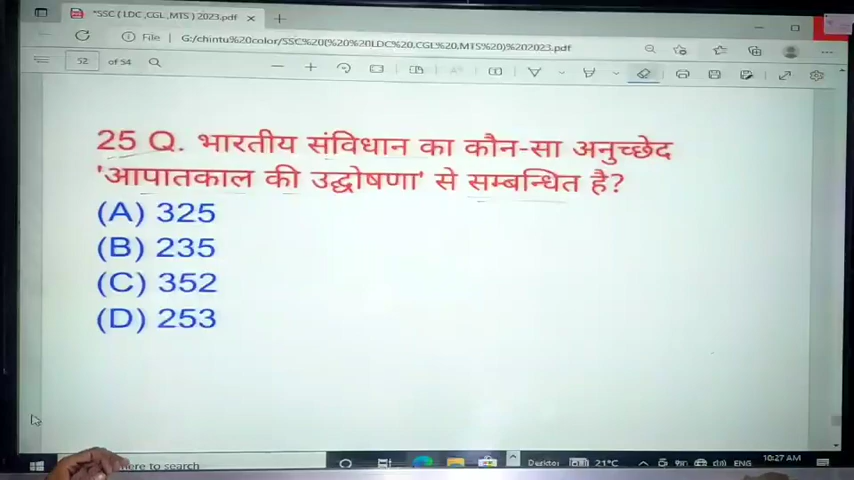 *SSC ( LDC ,CGL ,MTS ) 2023.pdf
File G:/chintu%20color/SSC%20(%20%20LDC%20,CGL%20,MTS%20)%202023.pdf
52 of 54
25 Q. भारतीय संविधान का कौन-सा अनुच्छेद
'आपातकाल की उद्घोषणा' से सम्बन्धित है?
(A) 325
(B) 235
(C) 352
(D) 253
here to search Desktop 21°C ENG 10:27 AM